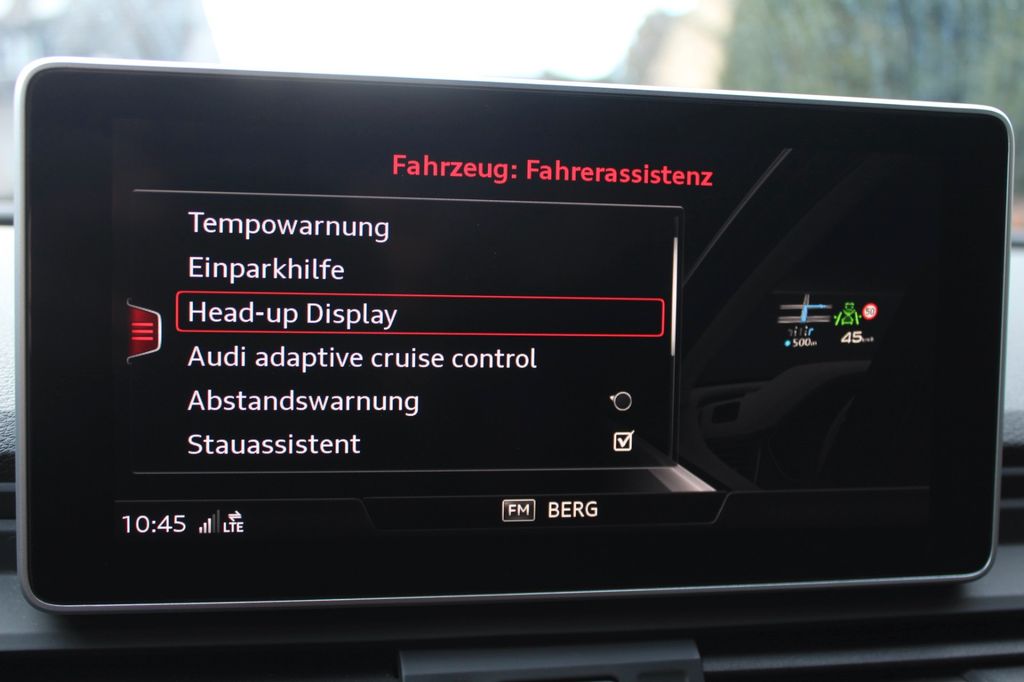 Fahrzeug: Fahrerassistenz
Tempowarnung
Einparkhilfe
Head-up Display
Audi adaptive cruise control
Abstandswarnung
Stauassistent
50
500m
45 km/h
10:45 LTE
FM BERG